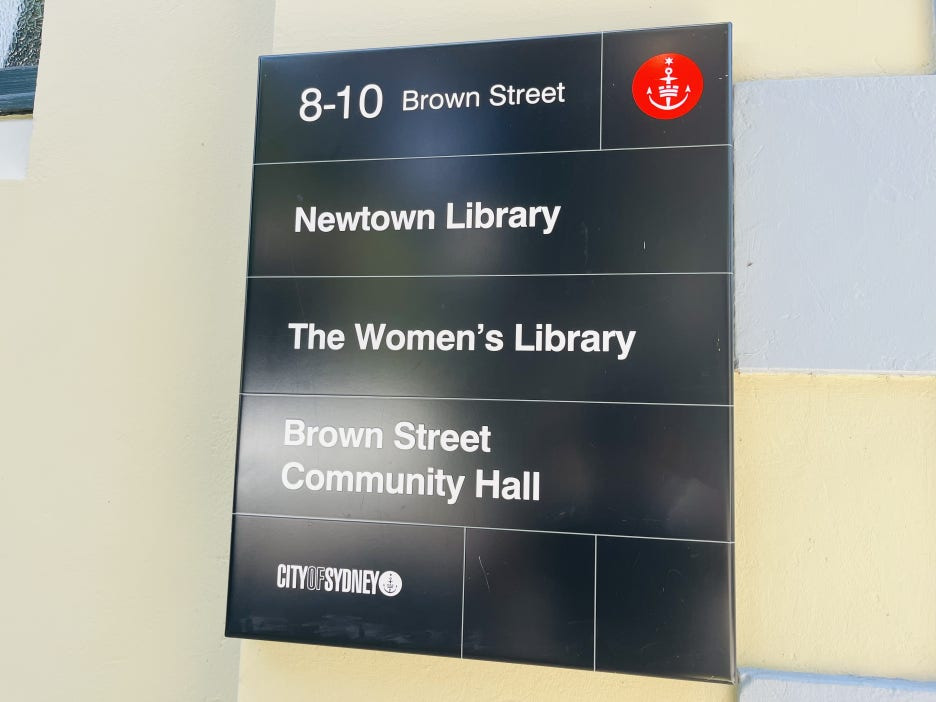 8-10 Brown Street
Newtown Library
The Women's Library
Brown Street
Community Hall
CITYOFSYDNEY